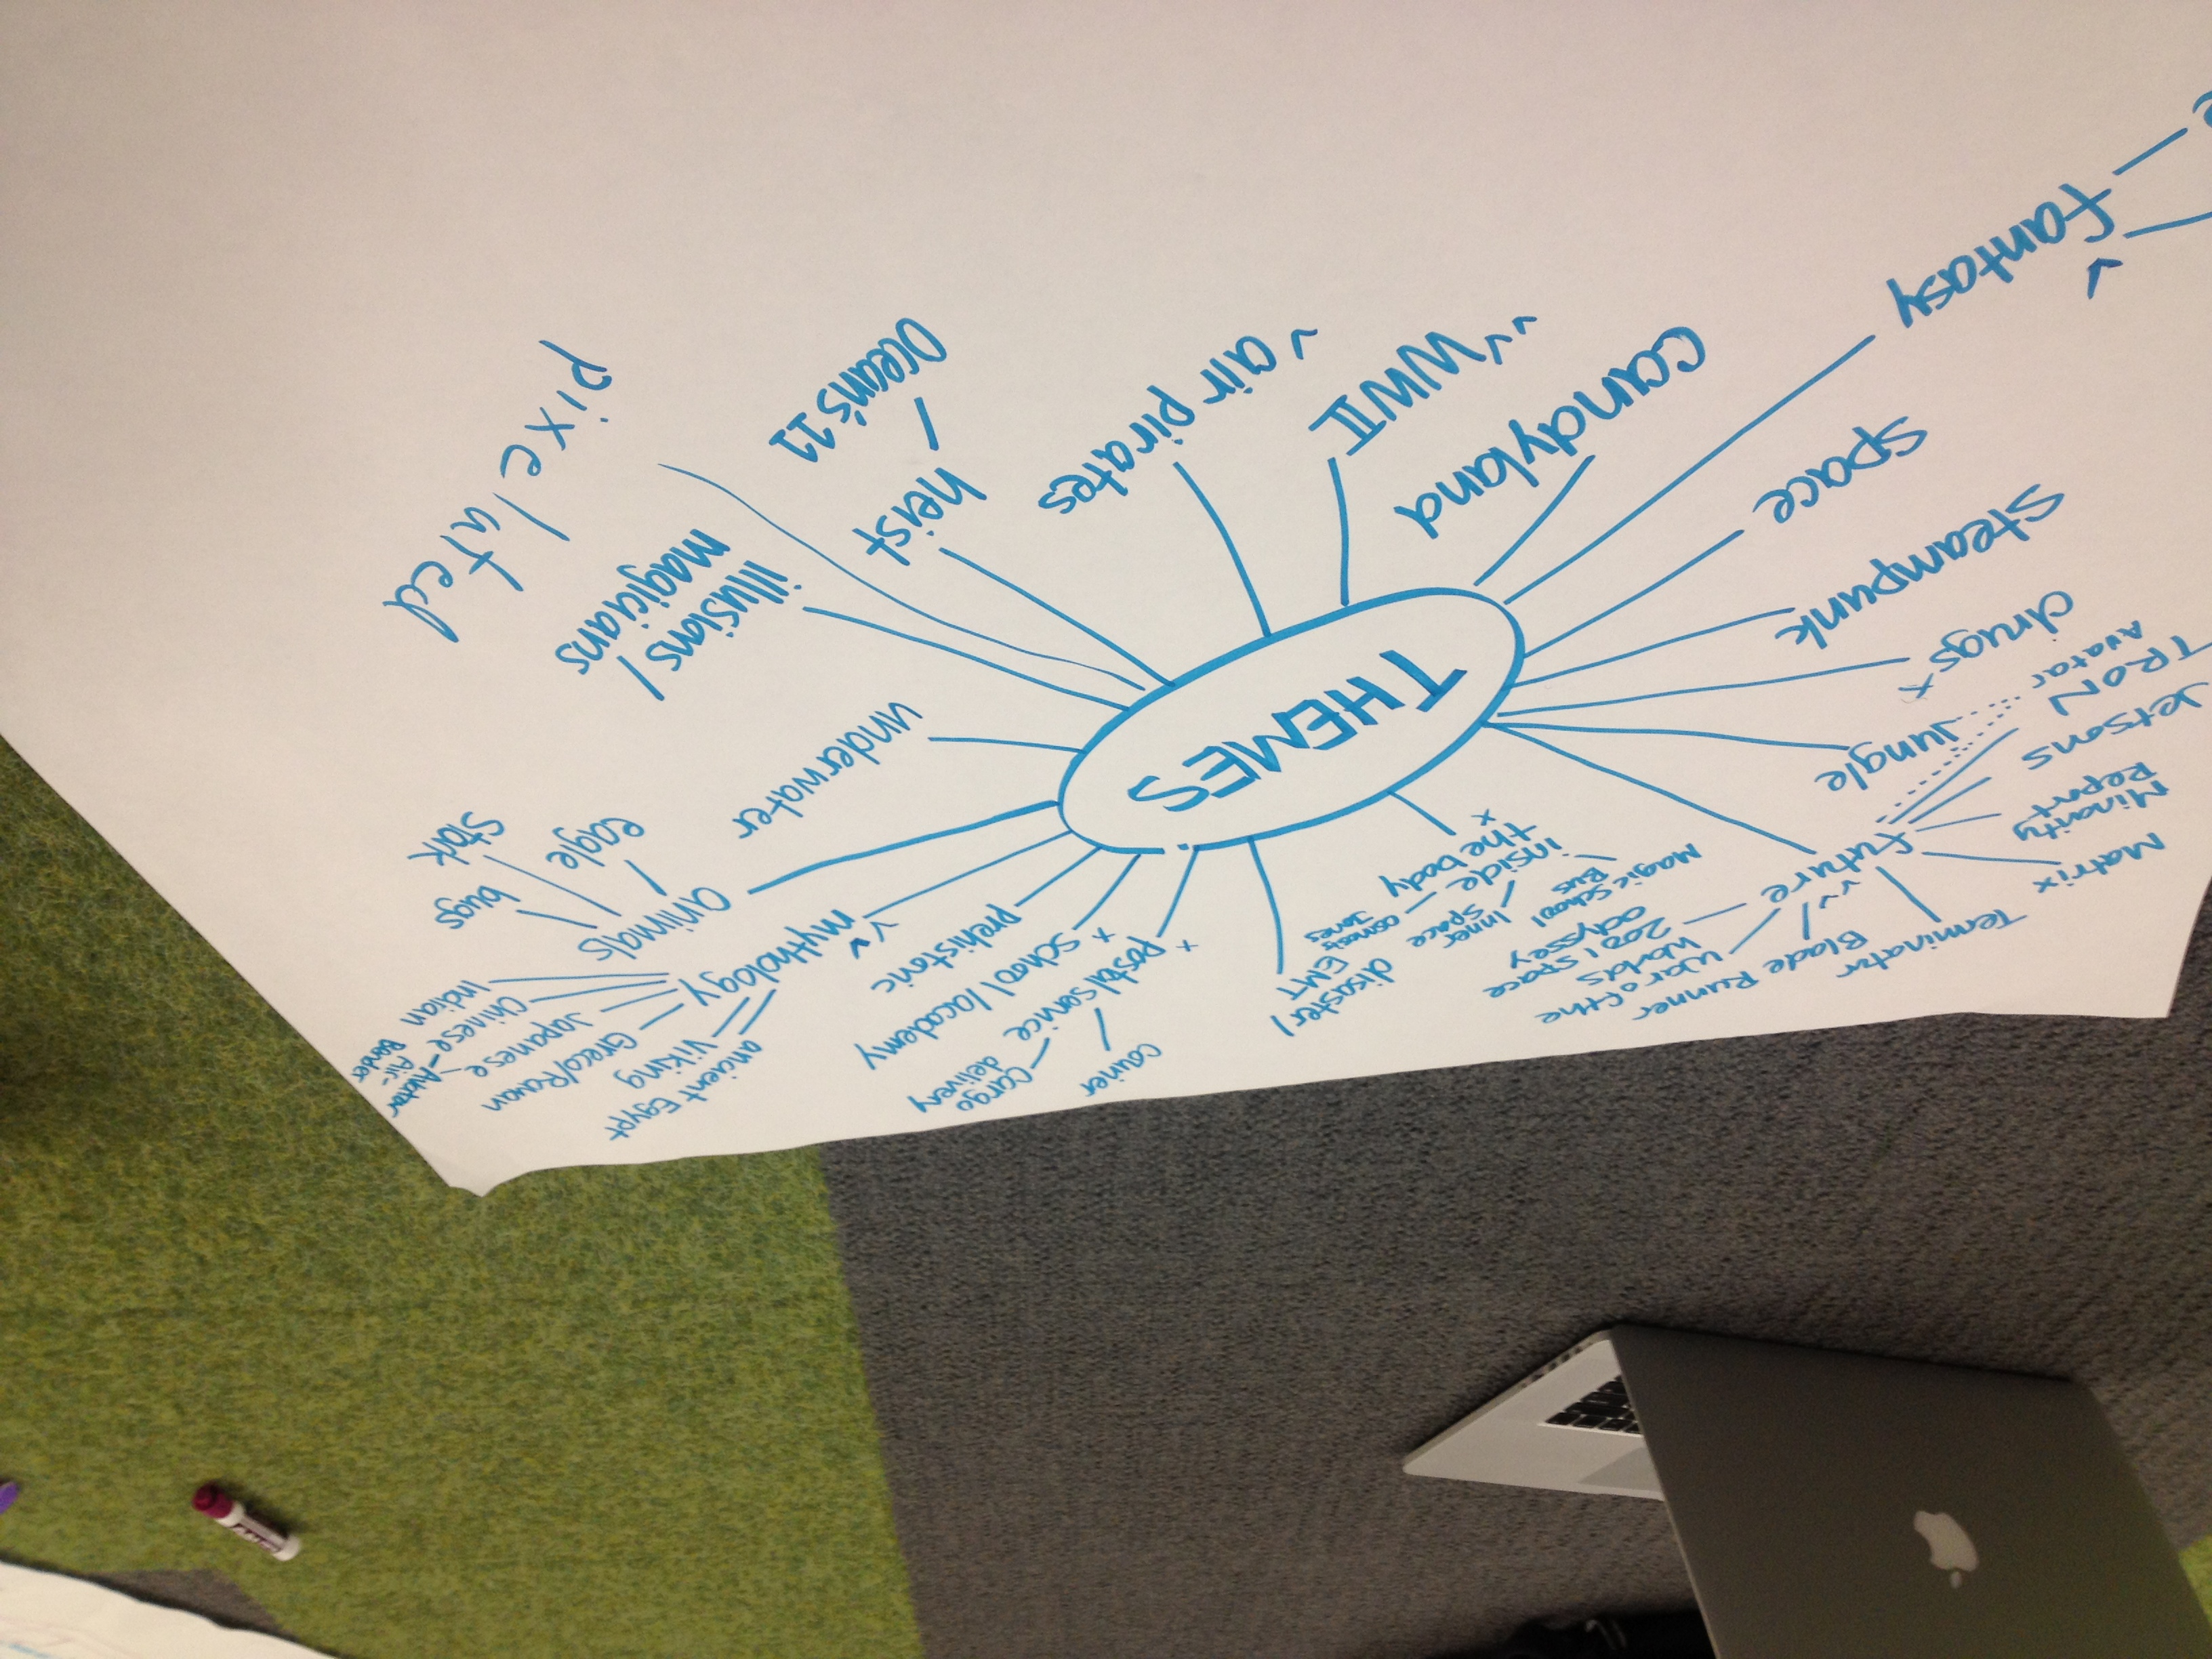 THEMES
Terminator
Blade Runner
War of the
Worlds
2001 space
odyssey
Matrix
✓✓
future
Minority
Report
Jetsons
TRON
Avatar
Jungle
drugs x
steampunk
space
✓
fantasy
candyland
✓✓ WWII
✓ air pirates
heist
Ocean's 11
illusions /
magicians
pixelated
underwater
animals
eagle
stork
bugs
✓✓ mythology
ancient Egypt
Viking
Greco/Roman
Japanese
Chinese
Indian
Avatar
Air-
Bender
prehistoric
x school/academy
x postal service
courier
cargo
delivery
disaster/
EMT
inside
the body
x
Magic School
Bus
Inner
Space
osmosis
Jones